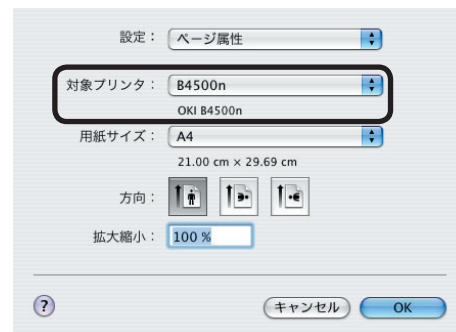 設定： ページ属性
対象プリンタ： B4500n
OKI B4500n
用紙サイズ： A4
21.00 cm × 29.69 cm
方向：
拡大縮小： 100 %
? キャンセル OK